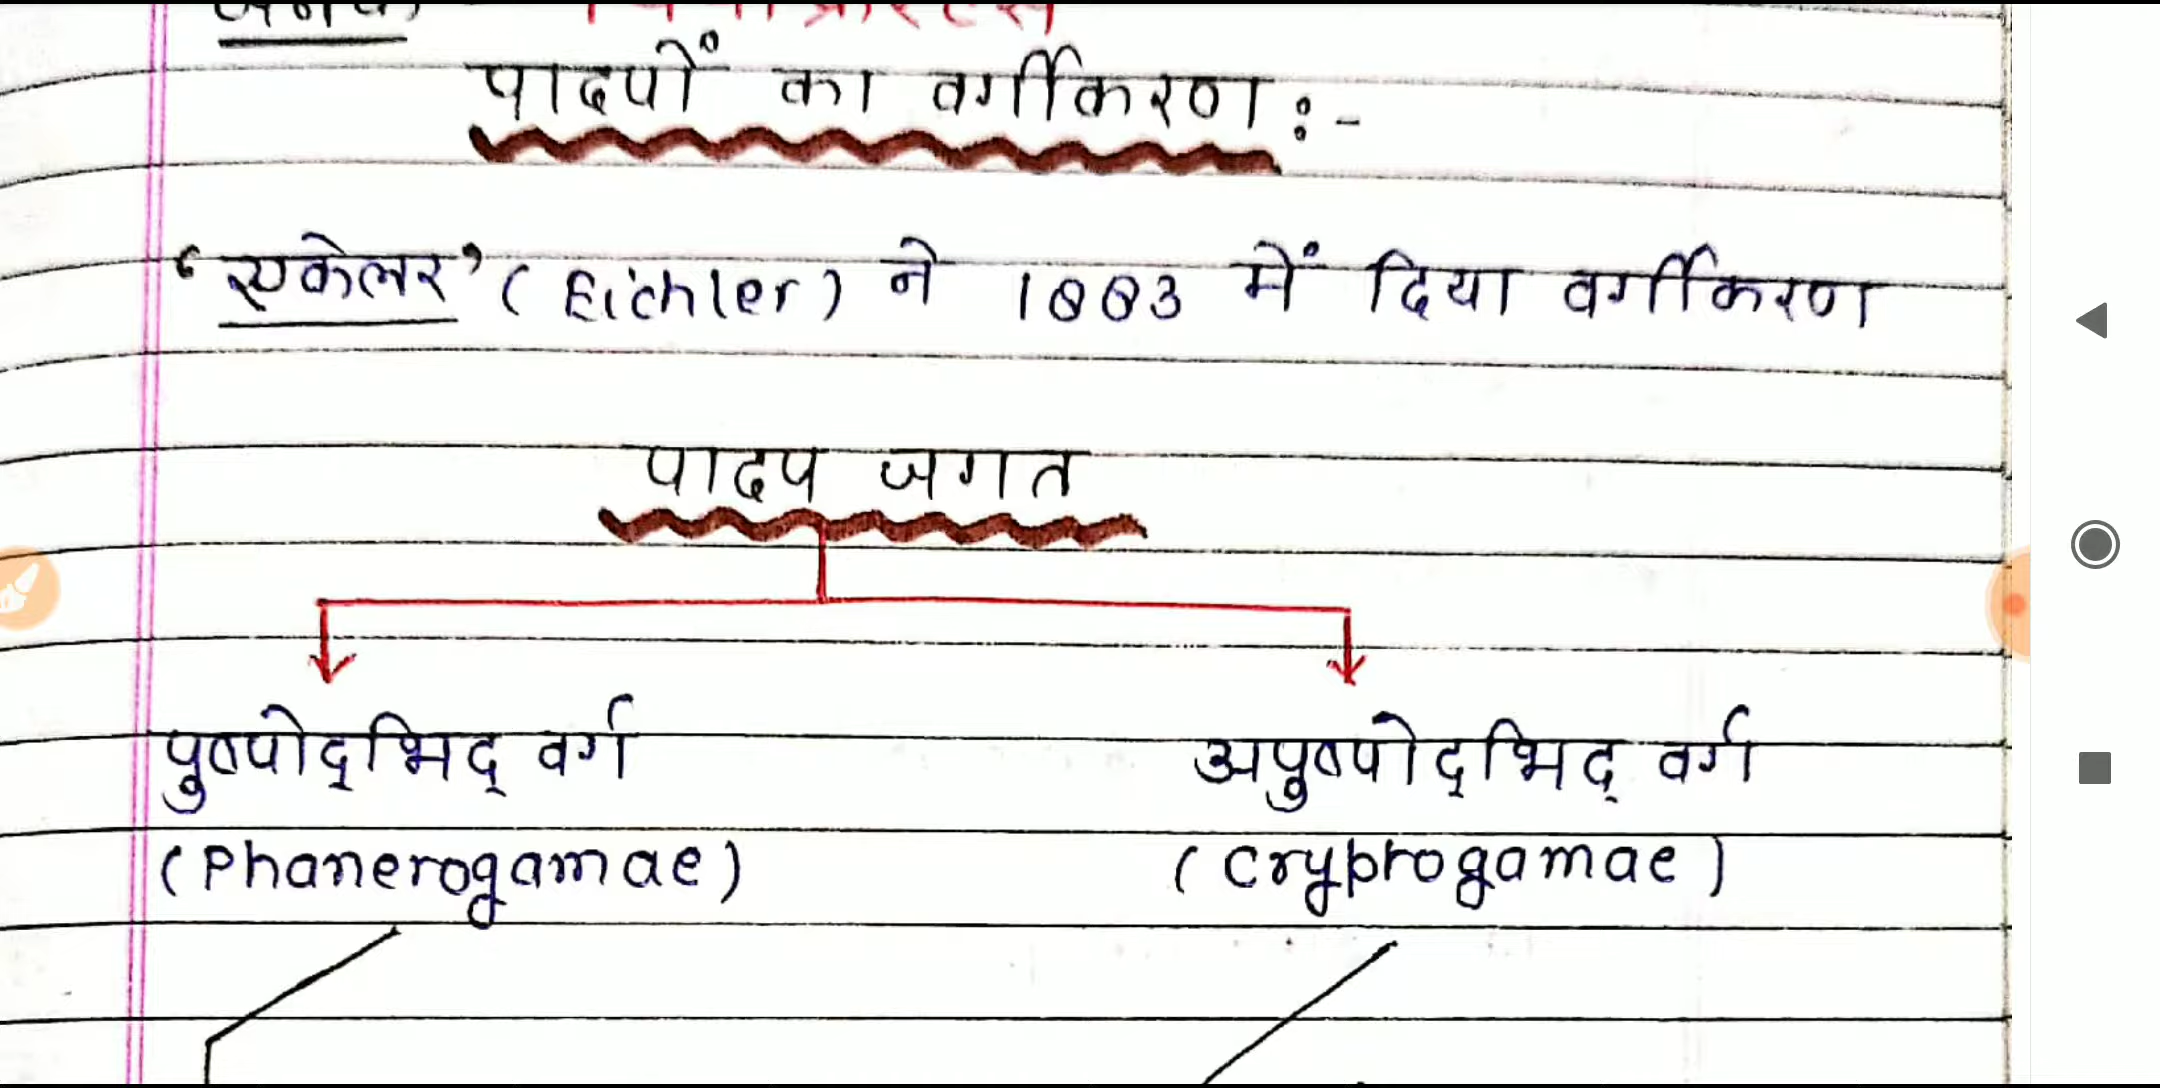 पादपों का वर्गीकरण :-
‘एकेलर’ (Eichler) ने 1883 में दिया वर्गीकरण
पादप जगत
पुष्पोद्भिद् वर्ग अपुष्पोद्भिद् वर्ग
(Phanerogamae) (Cryptogamae)